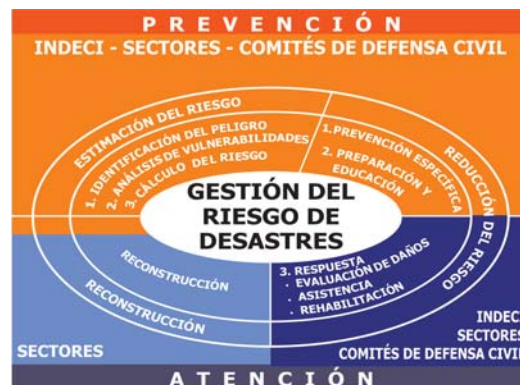 PREVENCIÓN
INDECI - SECTORES - COMITÉS DE DEFENSA CIVIL
ESTIMACIÓN DEL RIESGO
1. IDENTIFICACIÓN DEL PELIGRO
2. ANÁLISIS DE VULNERABILIDADES
3. CÀLCULO DEL RIESGO
1. PREVENCIÓN ESPECÍFICA
2. PREPARACIÓN Y
EDUCACIÓN
REDUCCIÓN DEL RIESGO
GESTIÓN DEL
RIESGO DE
DESASTRES
RECONSTRUCCIÓN
RECONSTRUCCIÓN
3. RESPUESTA
. EVALUACIÓN DE DAÑOS
. ASISTENCIA
. REHABILITACIÓN
SECTORES
INDECI
SECTORES
COMITÉS DE DEFENSA CIVIL
ATENCIÓN